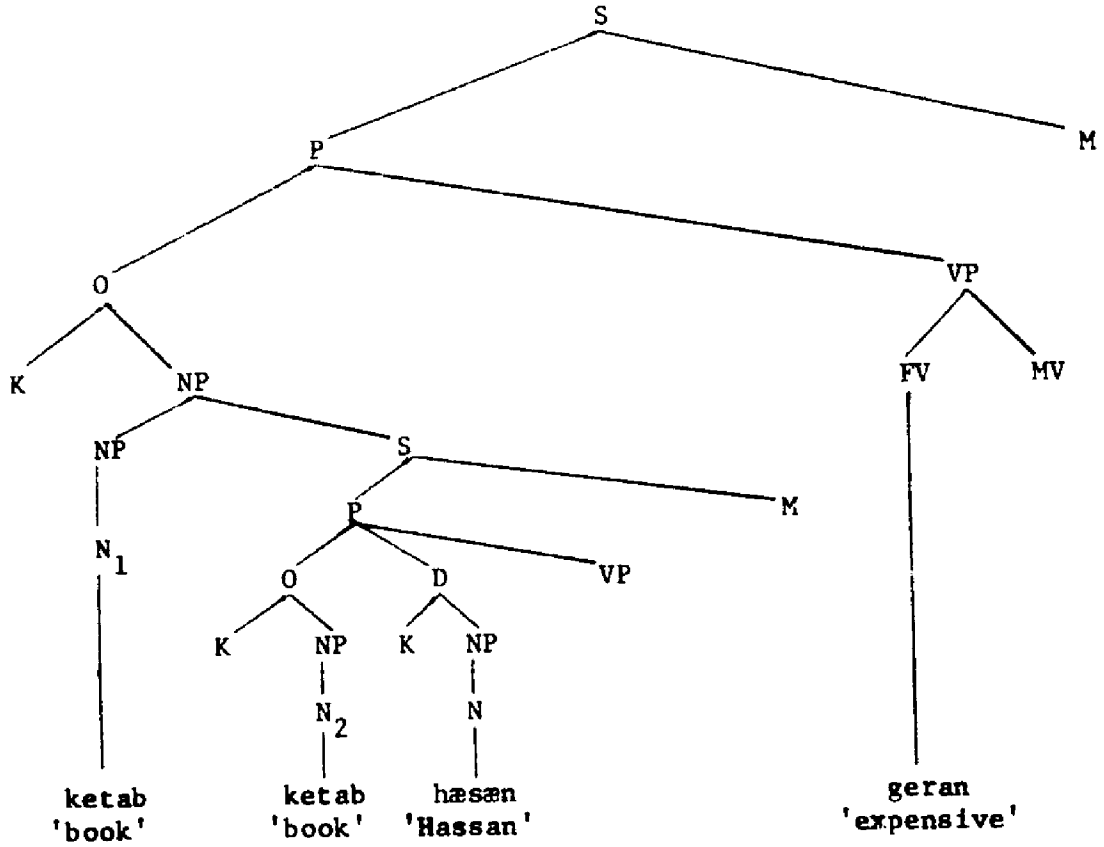 S
P M
O VP
K NP FV MV
NP S
P M
N1 O D VP
K NP K NP
N2 N
ketab ketab hæsæn geran
'book' 'book' 'Hassan' 'expensive'